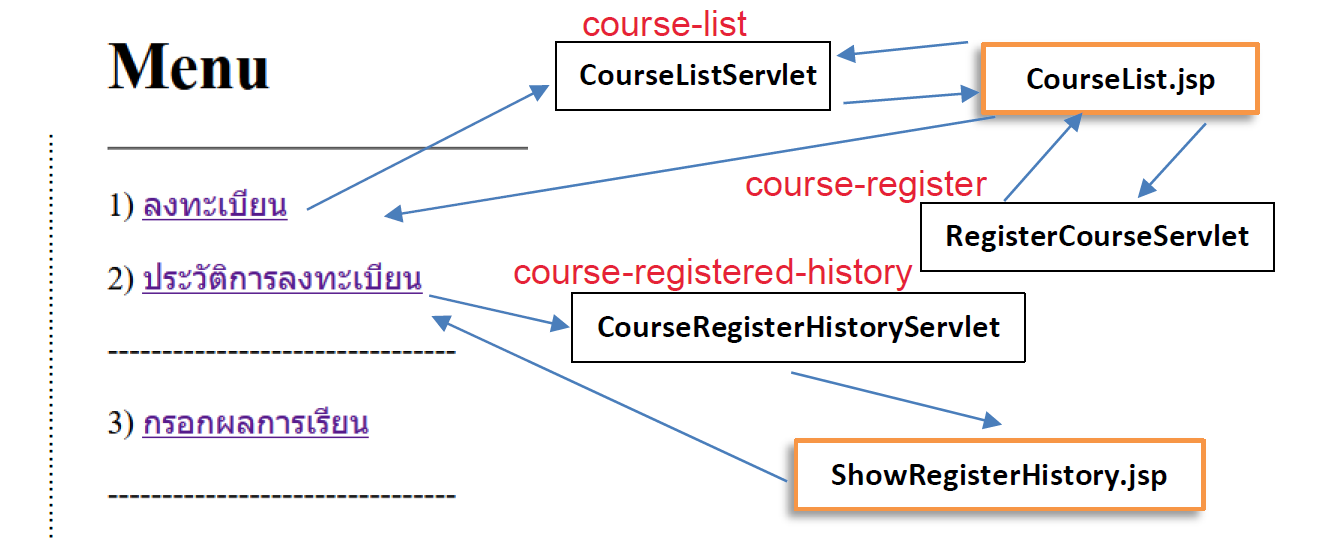 course-list
Menu
CourseListServlet
CourseList.jsp
1) ลงทะเบียน
course-register
RegisterCourseServlet
2) ประวัติการลงทะเบียน
course-registered-history
CourseRegisterHistoryServlet
--------------------------------
3) กรอกผลการเรียน
ShowRegisterHistory.jsp
--------------------------------